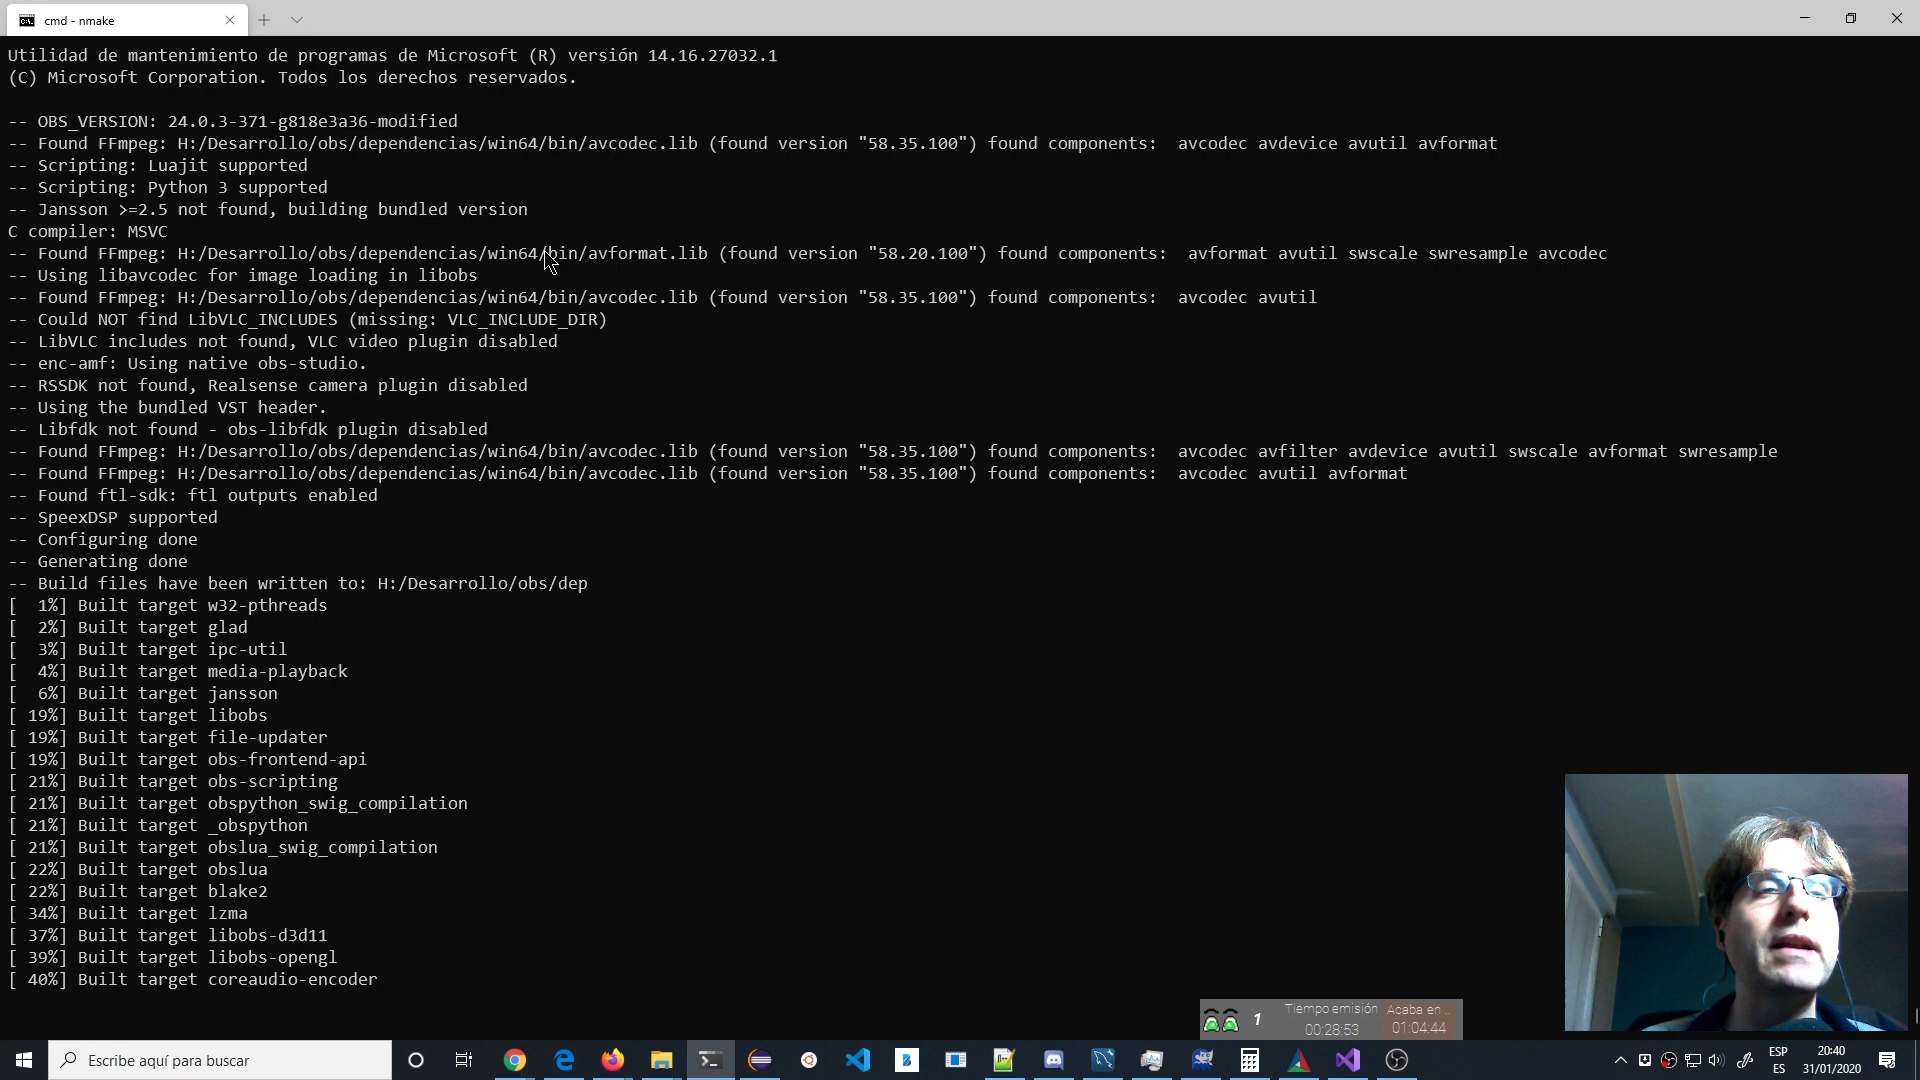 cmd - nmake
Utilidad de mantenimiento de programas de Microsoft (R) versión 14.16.27032.1
(C) Microsoft Corporation. Todos los derechos reservados.
-- OBS_VERSION: 24.0.3-371-g818e3a36-modified
-- Found FFmpeg: H:/Desarrollo/obs/dependencias/win64/bin/avcodec.lib (found version "58.35.100") found components:  avcodec avdevice avutil avformat
-- Scripting: Luajit supported
-- Scripting: Python 3 supported
-- Jansson >=2.5 not found, building bundled version
C compiler: MSVC
-- Found FFmpeg: H:/Desarrollo/obs/dependencias/win64/bin/avformat.lib (found version "58.20.100") found components:  avformat avutil swscale swresample avcodec
-- Using libavcodec for image loading in libobs
-- Found FFmpeg: H:/Desarrollo/obs/dependencias/win64/bin/avcodec.lib (found version "58.35.100") found components:  avcodec avutil
-- Could NOT find LibVLC_INCLUDES (missing: VLC_INCLUDE_DIR)
-- LibVLC includes not found, VLC video plugin disabled
-- enc-amf: Using native obs-studio.
-- RSSDK not found, Realsense camera plugin disabled
-- Using the bundled VST header.
-- Libfdk not found - obs-libfdk plugin disabled
-- Found FFmpeg: H:/Desarrollo/obs/dependencias/win64/bin/avcodec.lib (found version "58.35.100") found components:  avcodec avfilter avdevice avutil swscale avformat swresample
-- Found FFmpeg: H:/Desarrollo/obs/dependencias/win64/bin/avcodec.lib (found version "58.35.100") found components:  avcodec avutil avformat
-- Found ftl-sdk: ftl outputs enabled
-- SpeexDSP supported
-- Configuring done
-- Generating done
-- Build files have been written to: H:/Desarrollo/obs/dep
[  1%] Built target w32-pthreads
[  2%] Built target glad
[  3%] Built target ipc-util
[  4%] Built target media-playback
[  6%] Built target jansson
[ 19%] Built target libobs
[ 19%] Built target file-updater
[ 19%] Built target obs-frontend-api
[ 21%] Built target obs-scripting
[ 21%] Built target obspython_swig_compilation
[ 21%] Built target _obspython
[ 21%] Built target obslua_swig_compilation
[ 22%] Built target obslua
[ 22%] Built target blake2
[ 34%] Built target lzma
[ 37%] Built target libobs-d3d11
[ 39%] Built target libobs-opengl
[ 40%] Built target coreaudio-encoder
1 Tiempo emisión Acaba en ..
00:28:53 01:04:44
Escribe aquí para buscar
ESP 20:40
ES 31/01/2020